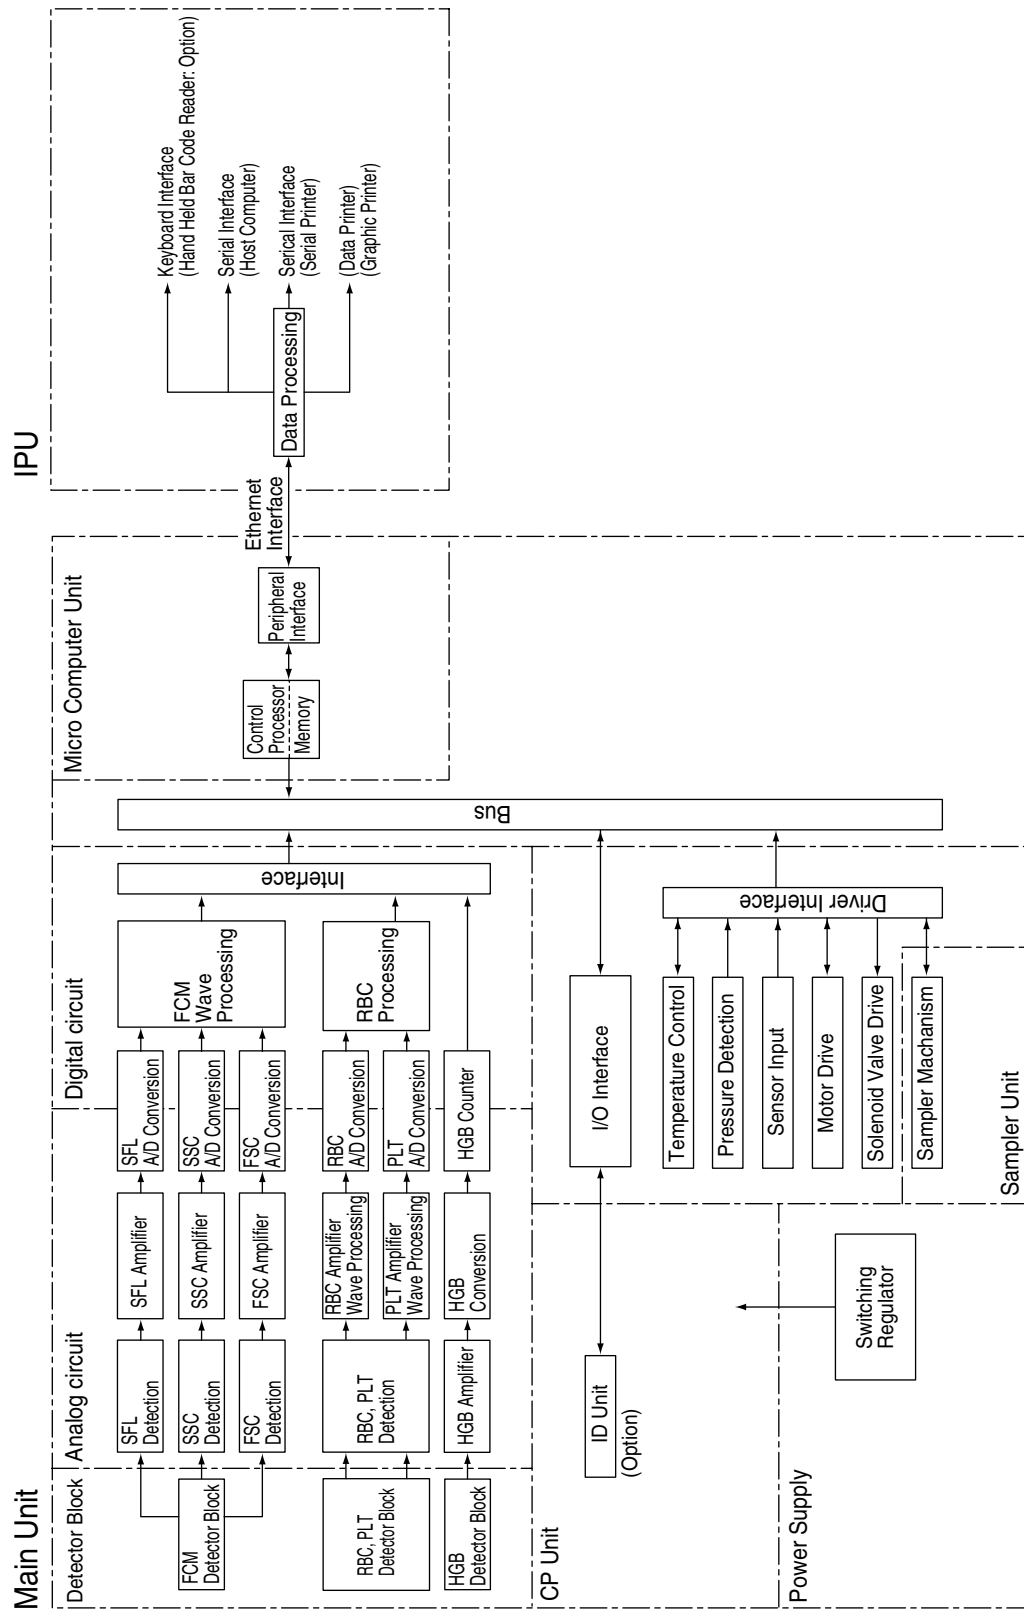 Main Unit
Detector Block
Analog circuit
Digital circuit
Micro Computer Unit
IPU
FCM
Detector Block
SFL
Detection
SFL Amplifier
SFL
A/D Conversion
SSC
Detection
SSC Amplifier
SSC
A/D Conversion
FSC
Detection
FSC Amplifier
FSC
A/D Conversion
FCM
Wave
Processing
RBC, PLT
Detector Block
RBC, PLT
Detection
RBC Amplifier
Wave Processing
RBC
A/D Conversion
PLT Amplifier
Wave Processing
PLT
A/D Conversion
RBC
Processing
HGB
Detector Block
HGB Amplifier
HGB
Conversion
HGB Counter
Interface
Bus
Control
Processor
Memory
Peripheral
Interface
Ethernet
Interface
Data Processing
Keyboard Interface
(Hand Held Bar Code Reader: Option)
Serial Interface
(Host Computer)
Serical Interface
(Serial Printer)
(Data Printer)
(Graphic Printer)
CP Unit
ID Unit
(Option)
I/O Interface
Temperature Control
Pressure Detection
Sensor Input
Motor Drive
Solenoid Valve Drive
Sampler Machanism
Driver Interface
Sampler Unit
Power Supply
Switching
Regulator